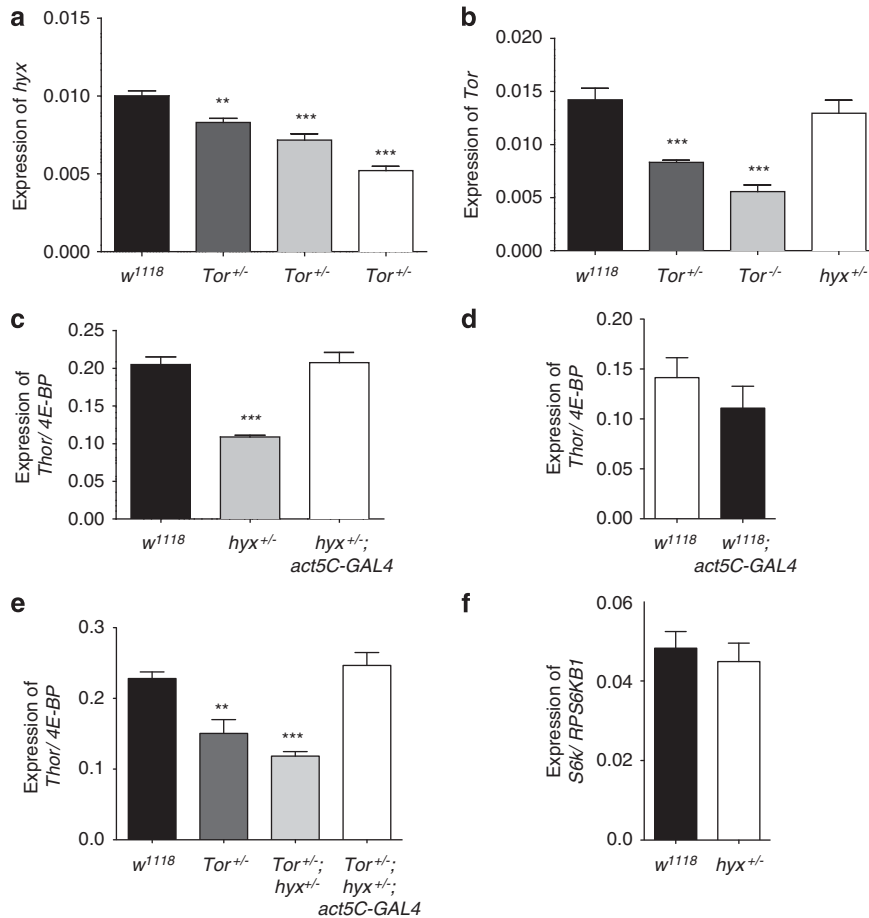 a
0.015
0.010
0.005
0.000
Expression of hyx
**
***
***
w1118
Tor+/-
Tor+/-
Tor+/-
b
0.020
0.015
0.010
0.005
0.000
Expression of Tor
***
***
w1118
Tor+/-
Tor-/-
hyx+/-
c
0.25
0.20
0.15
0.10
0.05
0.00
Expression of
Thor/ 4E-BP
***
w1118
hyx+/-
hyx+/-;
act5C-GAL4
d
0.20
0.15
0.10
0.05
0.00
Expression of
Thor/ 4E-BP
w1118
w1118;
act5C-GAL4
e
0.3
0.2
0.1
0.0
Expression of
Thor/ 4E-BP
**
***
w1118
Tor+/-
Tor+/-;
hyx+/-
Tor+/-;
hyx+/-;
act5C-GAL4
f
0.06
0.04
0.02
0.0
Expression of
S6k/ RPS6KB1
w1118
hyx+/-